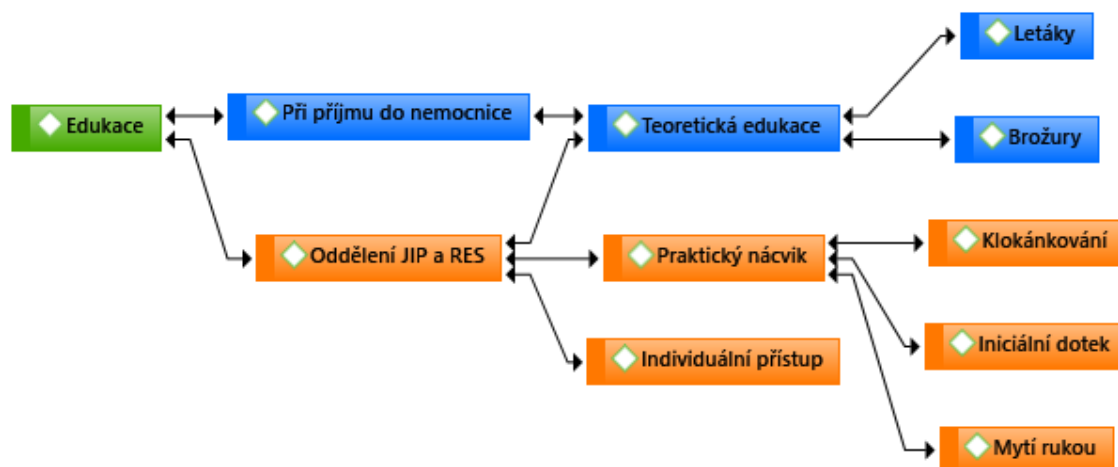 Letáky
Edukace
Při příjmu do nemocnice
Teoretická edukace
Brožury
Oddělení JIP a RES
Praktický nácvik
Klokánkování
Individuální přístup
Iniciální dotek
Mytí rukou